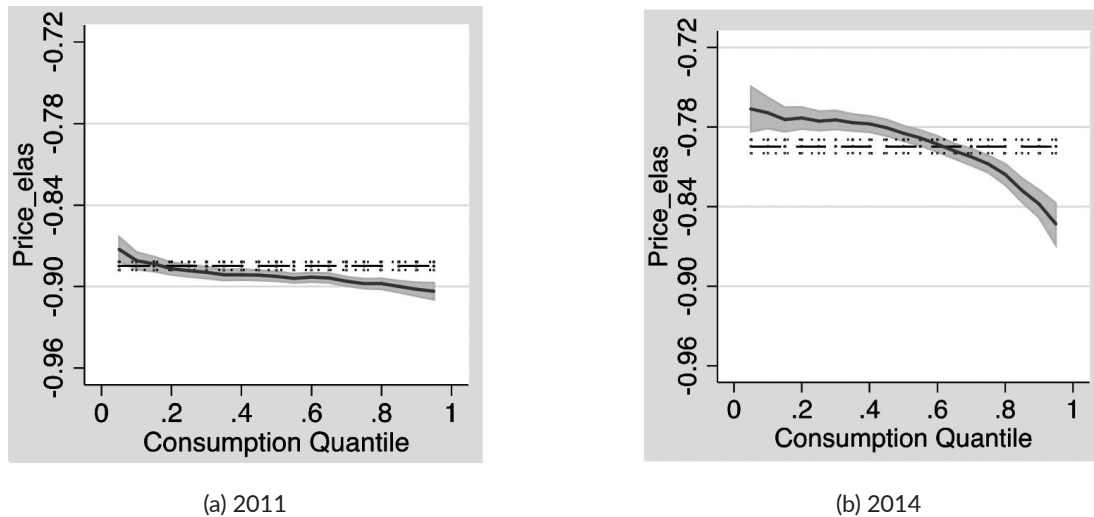 Price_elas
-0.72
-0.78
-0.84
-0.90
-0.96
0 .2 .4 .6 .8 1
Consumption Quantile
(a) 2011
Price_elas
-0.72
-0.78
-0.84
-0.90
-0.96
0 .2 .4 .6 .8 1
Consumption Quantile
(b) 2014